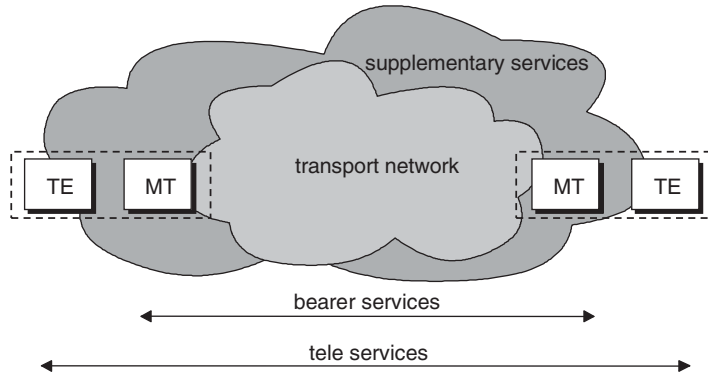 supplementary services
transport network
TE MT MT TE
bearer services
tele services